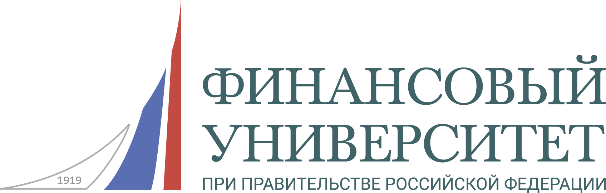 1919
ФИНАНСОВЫЙ
УНИВЕРСИТЕТ
ПРИ ПРАВИТЕЛЬСТВЕ РОССИЙСКОЙ ФЕДЕРАЦИИ